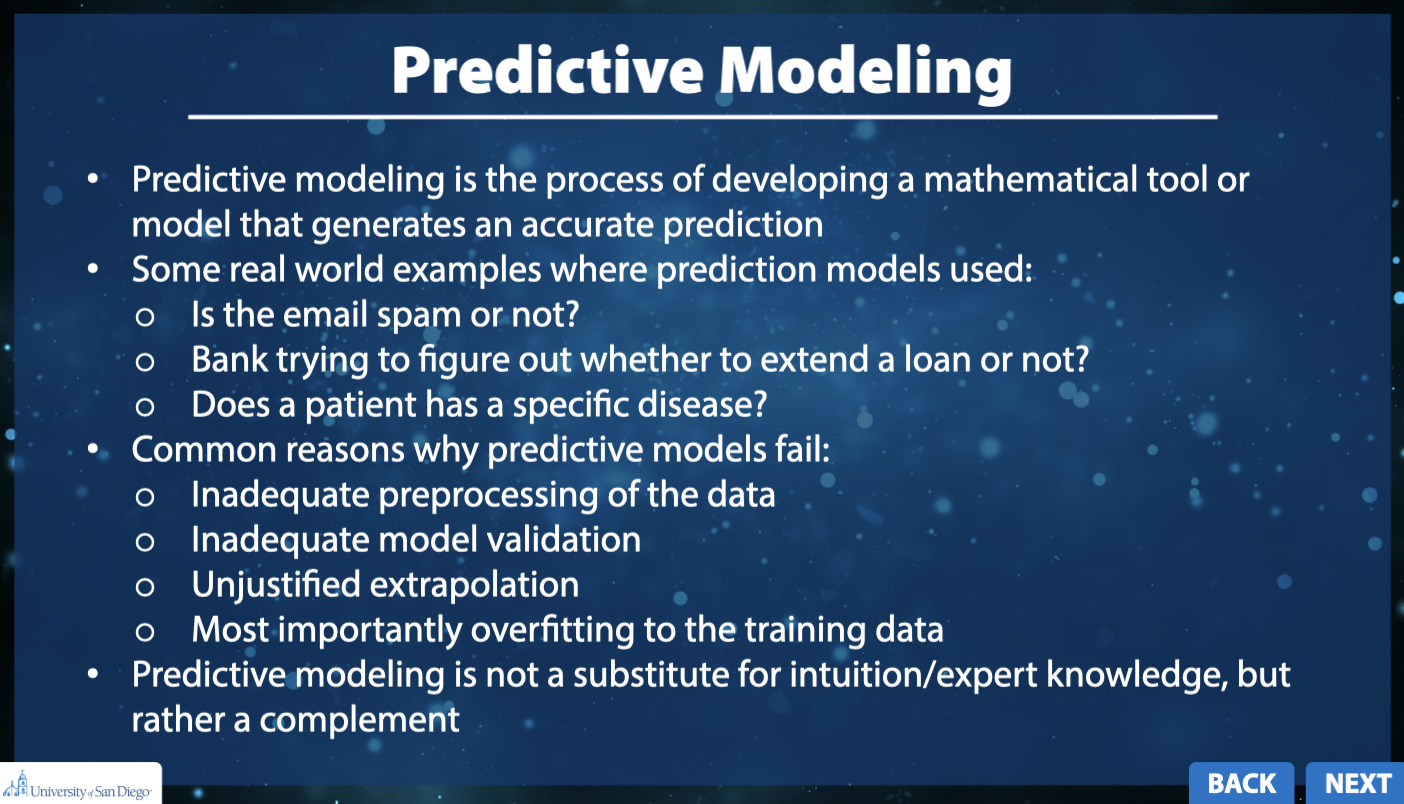 Predictive Modeling
• Predictive modeling is the process of developing a mathematical tool or
model that generates an accurate prediction
• Some real world examples where prediction models used:
○ Is the email spam or not?
○ Bank trying to figure out whether to extend a loan or not?
○ Does a patient has a specific disease?
• Common reasons why predictive models fail:
○ Inadequate preprocessing of the data
○ Inadequate model validation
○ Unjustified extrapolation
○ Most importantly overfitting to the training data
• Predictive modeling is not a substitute for intuition/expert knowledge, but
rather a complement
University of San Diego
BACK NEXT